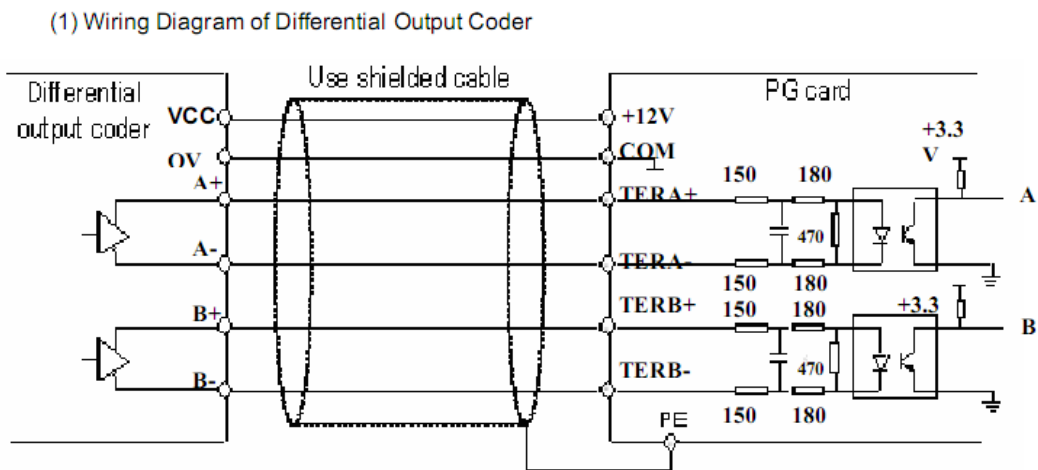 (1) Wiring Diagram of Differential Output Coder
Use shielded cable
Differential
output coder
PG card
VCC
+12V
+3.3
V
OV
COM
A+
TERA+
150
180
A
470
A-
TERA-
150
180
B+
TERB+
150
180
+3.3
B
470
B-
TERB-
150
180
PE